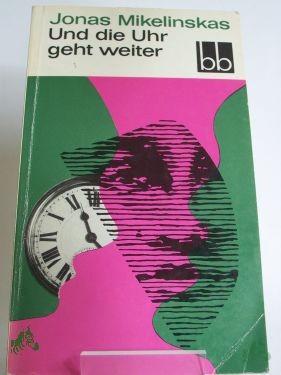 Jonas Mikelinskas
Und die Uhr
geht weiter
bb